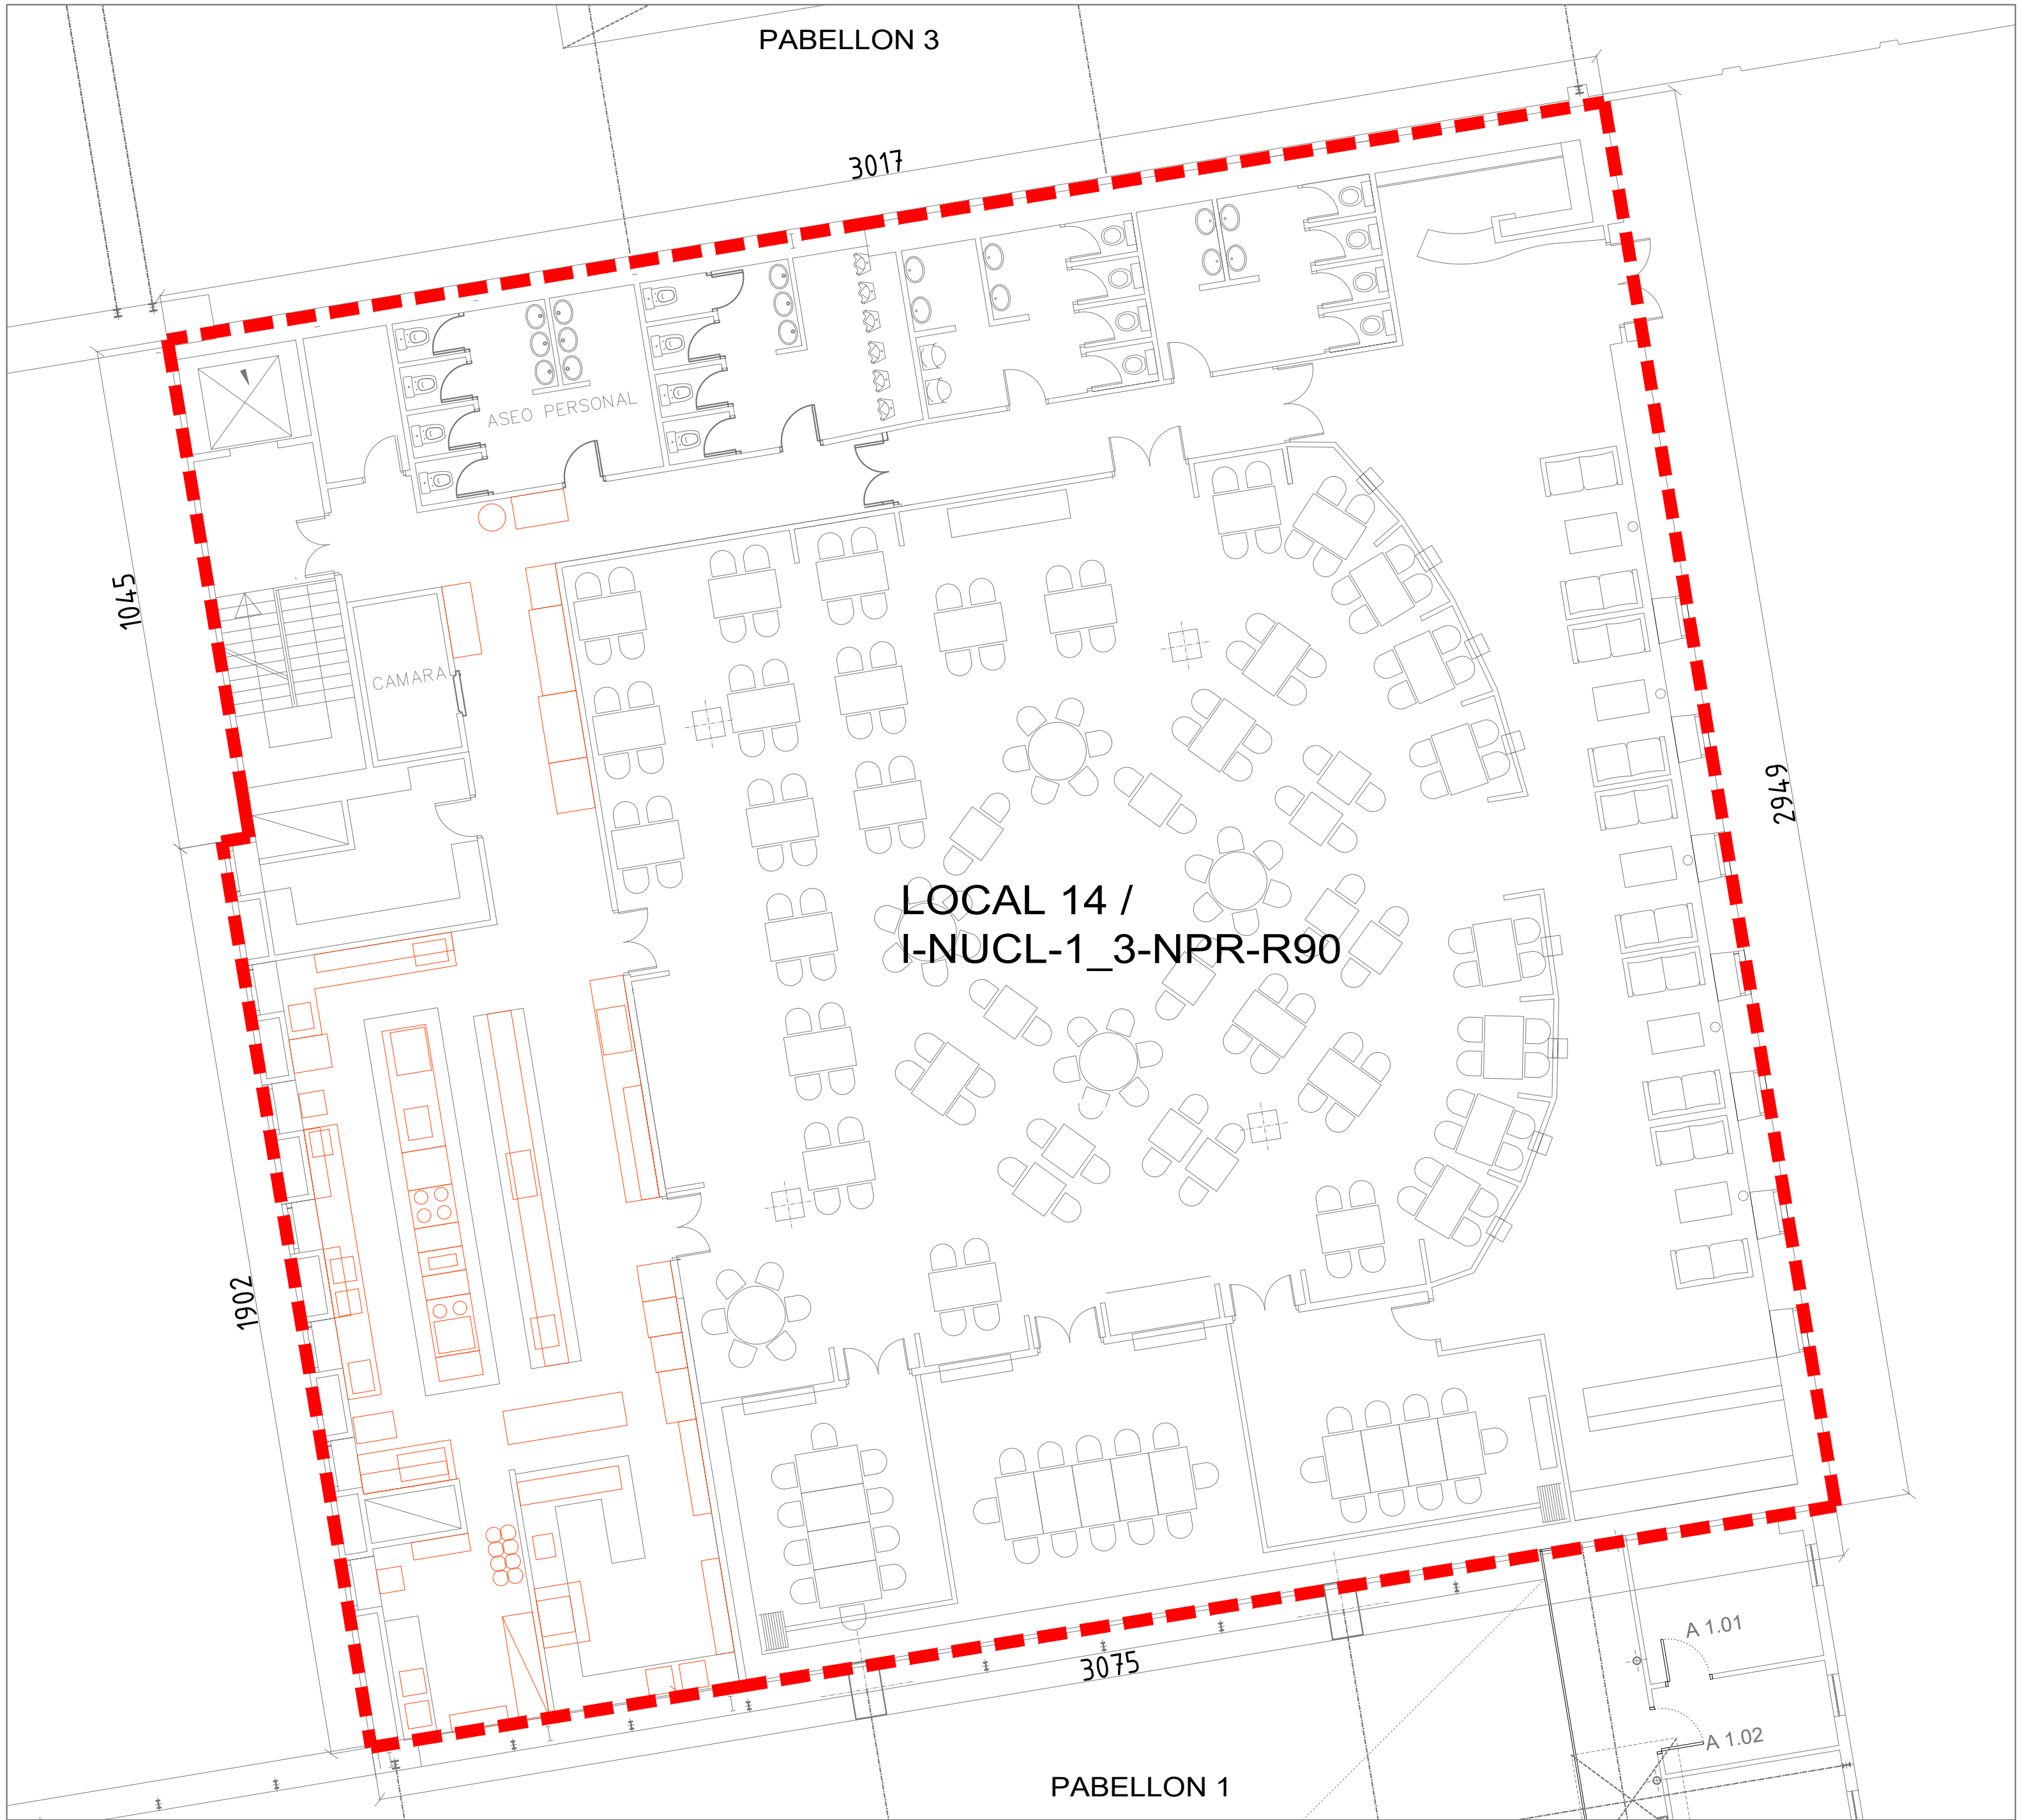 PABELLON 3
3017
ASEO PERSONAL
1045
CAMARA
2949
LOCAL 14 /
I-NUCL-1_3-NPR-R90
1902
3075
A 1.01
A 1.02
PABELLON 1